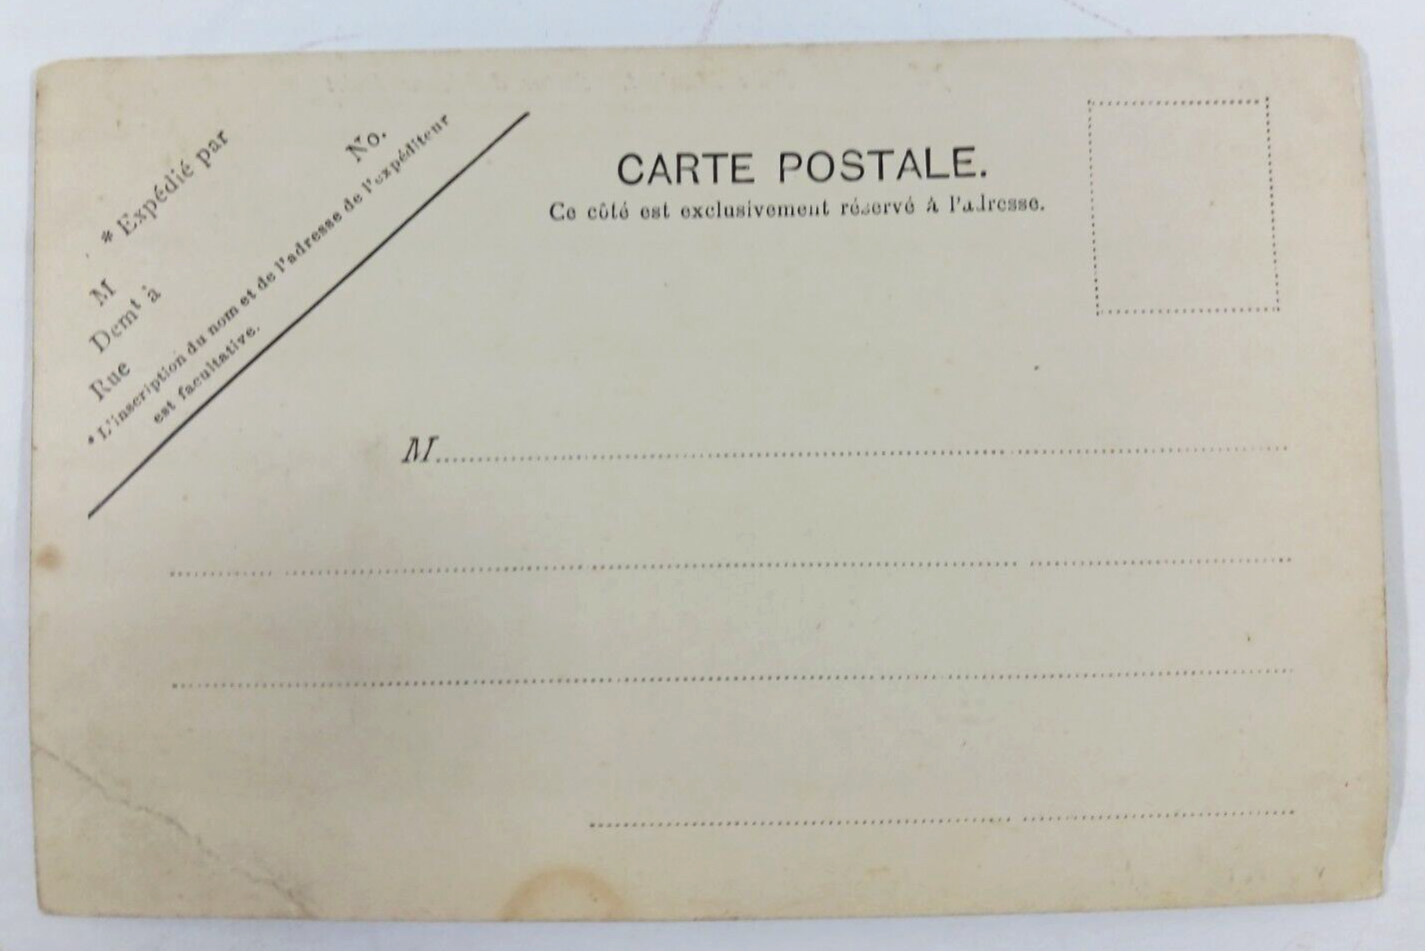 * Expédié par
No.
M
Demt à
Rue
* L'inscription du nom et de l'adresse de l'expéditeur
est facultative.
CARTE POSTALE.
Ce côté est exclusivement réservé à l'adresse.
M